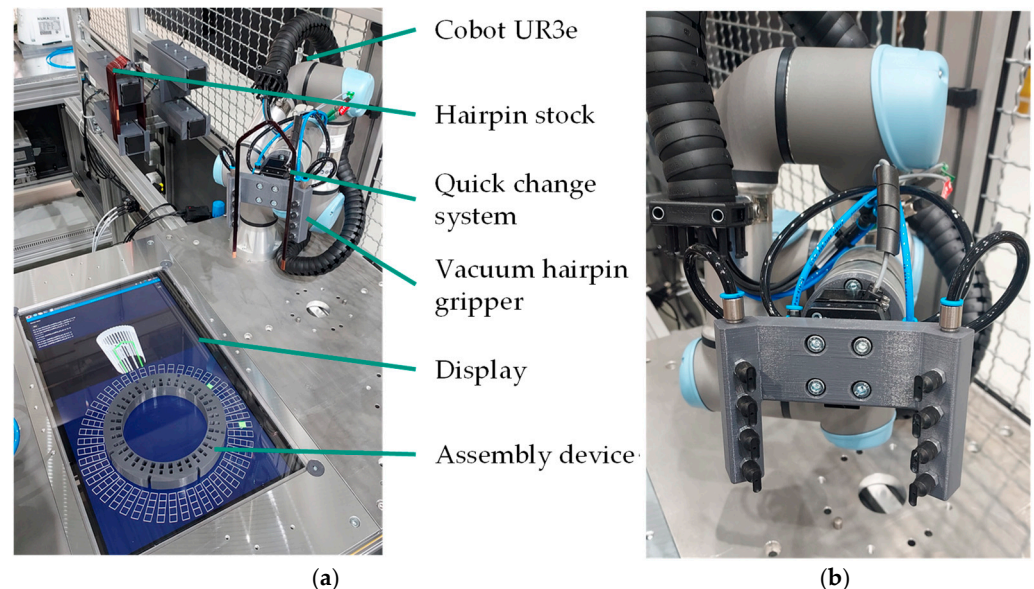 Cobot UR3e
Hairpin stock
Quick change
system
Vacuum hairpin
gripper
Display
Assembly device
(a)
(b)